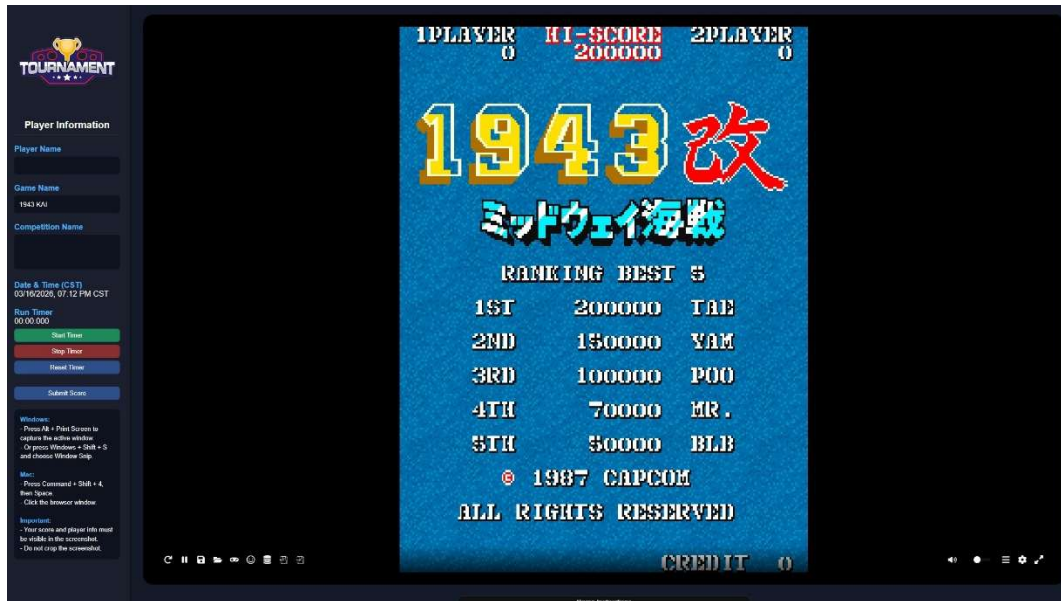 TOURNAMENT
Player Information
Player Name
Game Name
1943 KAI
Competition Name
Date & Time (CST)
03/16/2026, 07:12 PM CST
Run Timer
00:00.000
Start Timer
Stop Timer
Reset Timer
Submit Score
Windows:
- Press Alt + Print Screen to
capture the active window.
- Or press Windows + Shift + S
and choose Window Snip.
Mac:
- Press Command + Shift + 4,
then Space.
- Click the browser window.
Important:
- Your score and player info must
be visible in the screenshot.
- Do not crop the screenshot.
1PLAYER HI-SCORE 2PLAYER
0 200000 0
1943改
ミッドウェイ海戦
RANKING BEST 5
1ST 200000 TAE
2ND 150000 YAM
3RD 100000 POO
4TH 70000 MR.
5TH 50000 BLB
© 1987 CAPCOM
ALL RIGHTS RESERVED
CREDIT 0